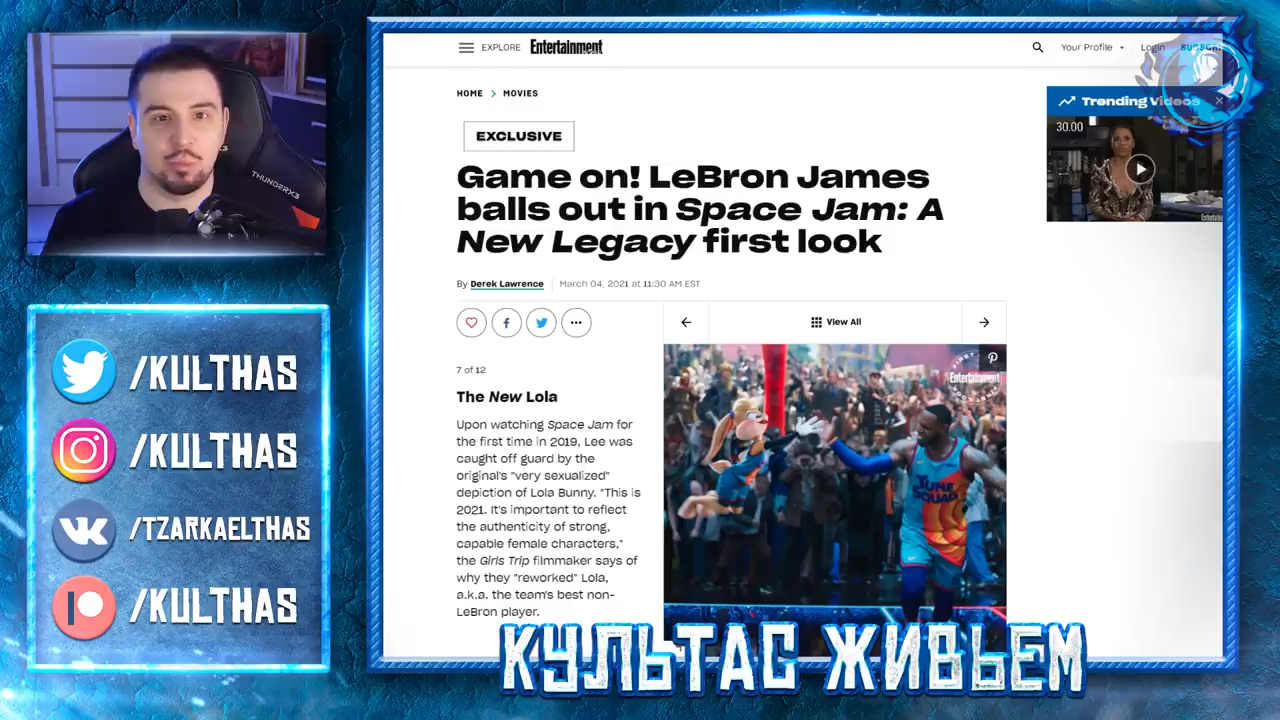 EXPLORE
Entertainment
Your Profile
Login
HOME > MOVIES
Trending Videos
30.00
EXCLUSIVE
Game on! LeBron James
balls out in Space Jam: A
New Legacy first look
By Derek Lawrence
March 04, 2021 at 11:30 AM EST
View All
7 of 12
The New Lola
Upon watching Space Jam for
the first time in 2019, Lee was
caught off guard by the
original's "very sexualized"
depiction of Lola Bunny. "This is
2021. It's important to reflect
the authenticity of strong,
capable female characters,"
the Girls Trip filmmaker says of
why they "reworked" Lola,
a.k.a. the team's best non-
LeBron player.
Entertainment
TUNE
SQUAD
THUNDERX3
/KULTHAS
/KULTHAS
/TZARKAELTHAS
/KULTHAS
КУЛЬТАС ЖИВЬЕМ